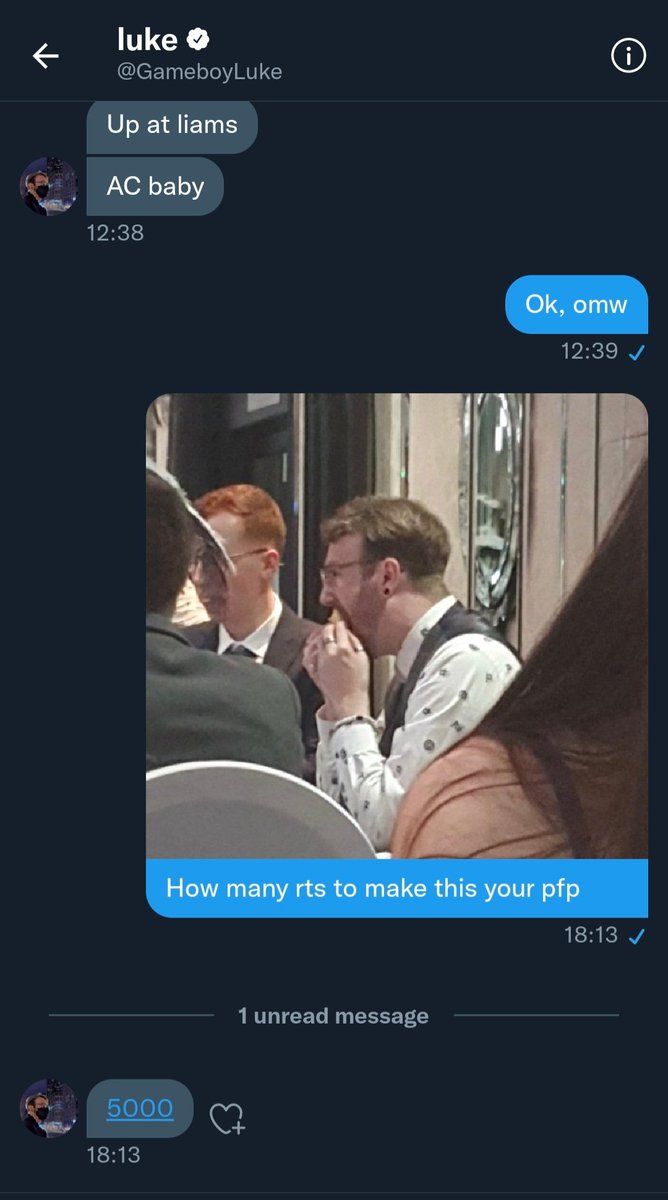 luke
@GameboyLuke
Up at liams
AC baby
12:38
Ok, omw
12:39
How many rts to make this your pfp
18:13
1 unread message
5000
18:13